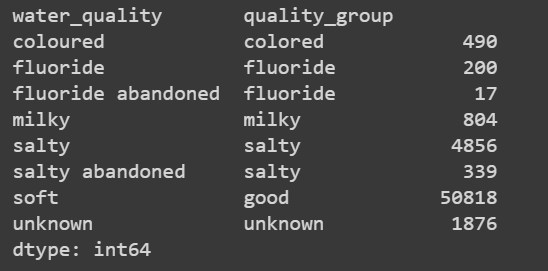 water_quality quality_group
coloured colored 490
fluoride fluoride 200
fluoride abandoned fluoride 17
milky milky 804
salty salty 4856
salty abandoned salty 339
soft good 50818
unknown unknown 1876
dtype: int64